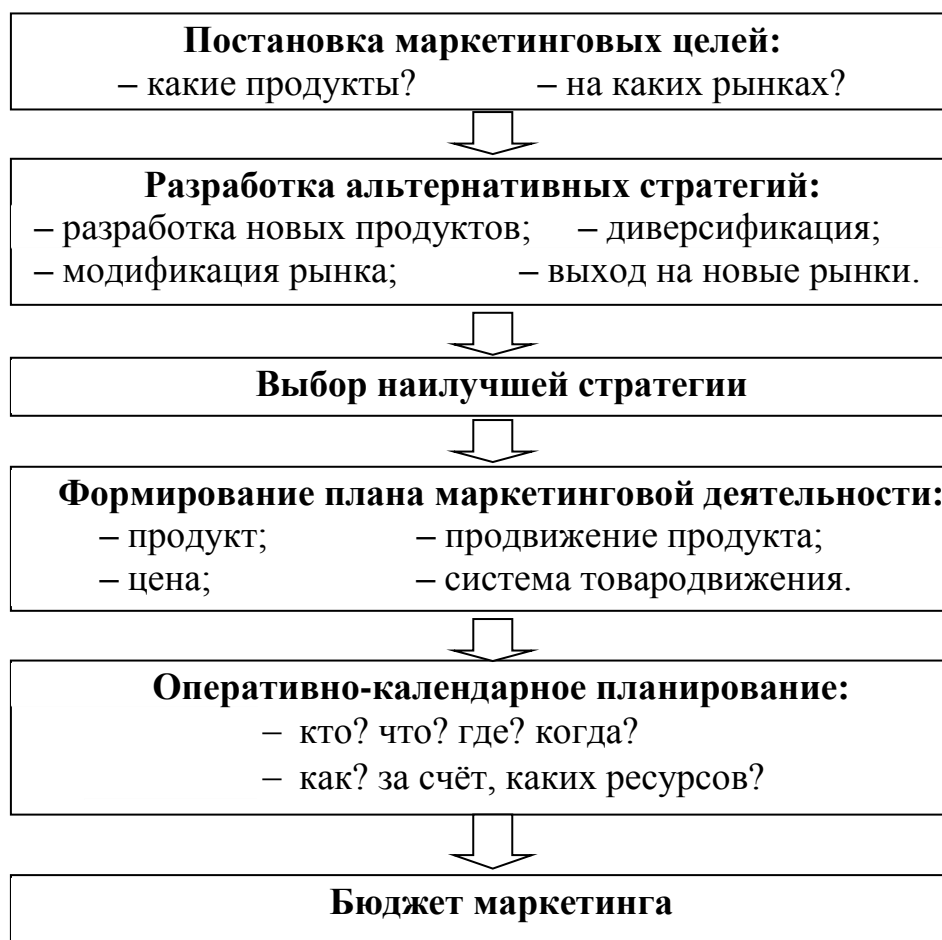 Постановка маркетинговых целей:
– какие продукты? – на каких рынках?
Разработка альтернативных стратегий:
– разработка новых продуктов; – диверсификация;
– модификация рынка; – выход на новые рынки.
Выбор наилучшей стратегии
Формирование плана маркетинговой деятельности:
– продукт; – продвижение продукта;
– цена; – система товародвижения.
Оперативно-календарное планирование:
– кто? что? где? когда?
– как? за счёт, каких ресурсов?
Бюджет маркетинга